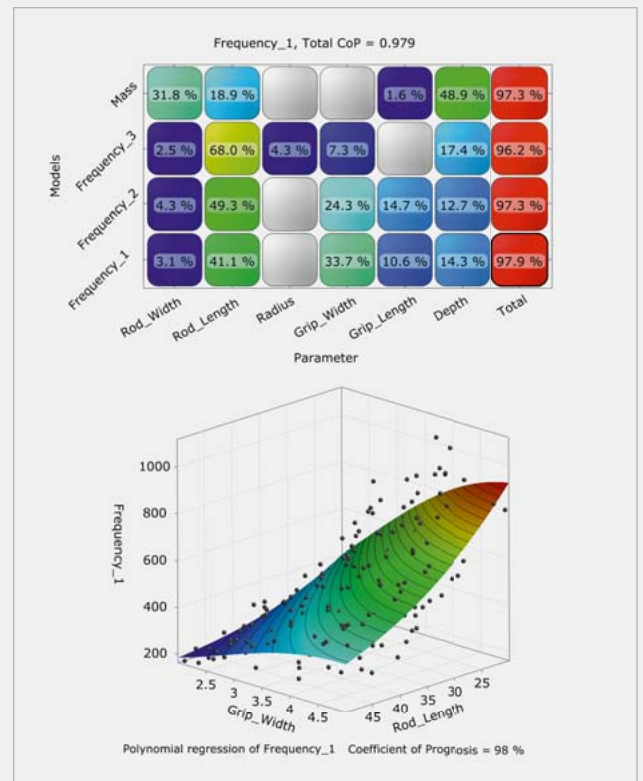 Frequency_1, Total CoP = 0.979
Models
Mass 31.8 % 18.9 % 1.6 % 48.9 % 97.3 %
Frequency_3 2.5 % 68.0 % 4.3 % 7.3 % 17.4 % 96.2 %
Frequency_2 4.3 % 49.3 % 24.3 % 14.7 % 12.7 % 97.3 %
Frequency_1 3.1 % 41.1 % 33.7 % 10.6 % 14.3 % 97.9 %
Rod_Width Rod_Length Radius Grip_Width Grip_Length Depth Total
Parameter
Frequency_1
1000
800
600
400
200
2.5 3 3.5 4 4.5 45 40 35 30 25
Grip_Width Rod_Length
Polynomial regression of Frequency_1 Coefficient of Prognosis = 98 %